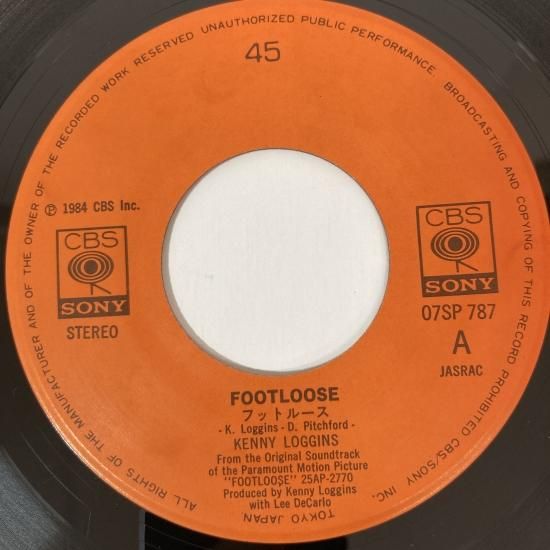 ALL RIGHTS OF THE MANUFACTURER AND OF THE OWNER OF THE RECORDED WORK RESERVED UNAUTHORIZED PUBLIC PERFORMANCE. BROADCASTING AND COPYING OF THIS RECORD PROHIBITED CBS/SONY INC. TOKYO JAPAN.
45
℗ 1984 CBS Inc.
CBS
SONY
STEREO
CBS
SONY
07SP 787
A
JASRAC
FOOTLOOSE
フットルース
- K. Loggins - D. Pitchford -
KENNY LOGGINS
From the Original Soundtrack
of the Paramount Motion Picture
"FOOTLOOSE" 25AP-2770
Produced by Kenny Loggins
with Lee DeCarlo